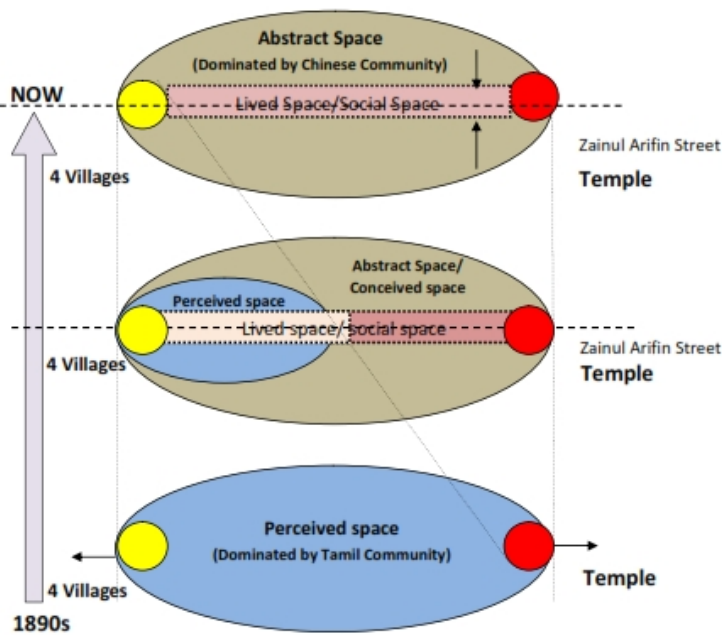 Abstract Space
(Dominated by Chinese Community)
NOW
Lived Space/Social Space
Zainul Arifin Street
4 Villages
Temple
Abstract Space/
Conceived space
Perceived space
Lived space/ social space
Zainul Arifin Street
4 Villages
Temple
Perceived space
(Dominated by Tamil Community)
4 Villages
Temple
1890s